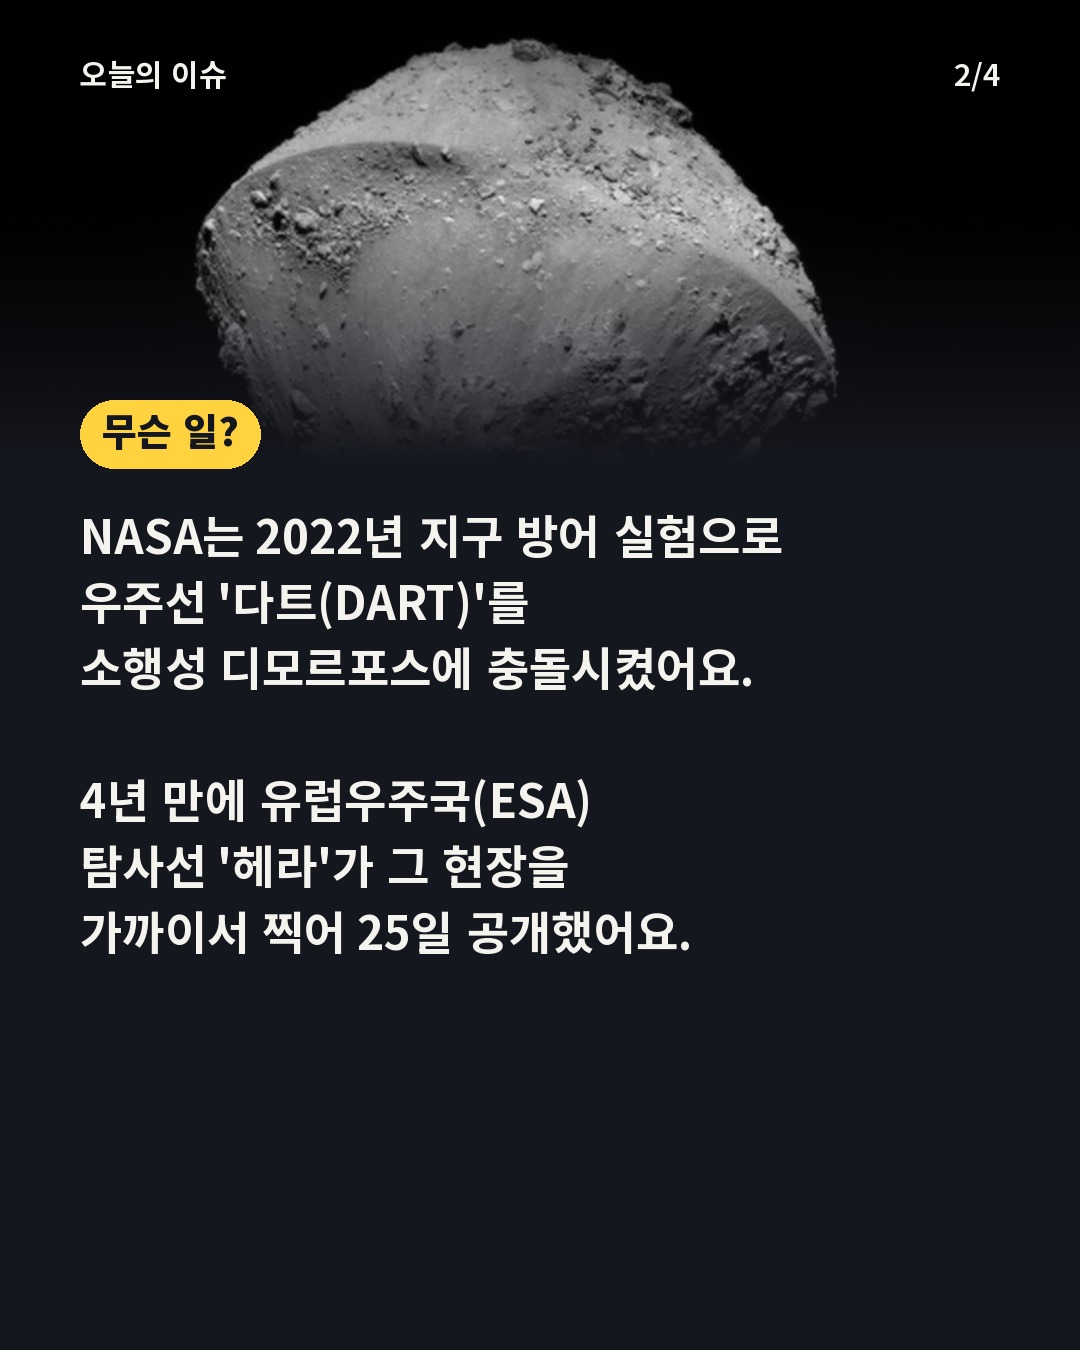 오늘의 이슈
2/4
무슨 일?
NASA는 2022년 지구 방어 실험으로
우주선 '다트(DART)'를
소행성 디모르포스에 충돌시켰어요.
4년 만에 유럽우주국(ESA)
탐사선 '헤라'가 그 현장을
가까이서 찍어 25일 공개했어요.